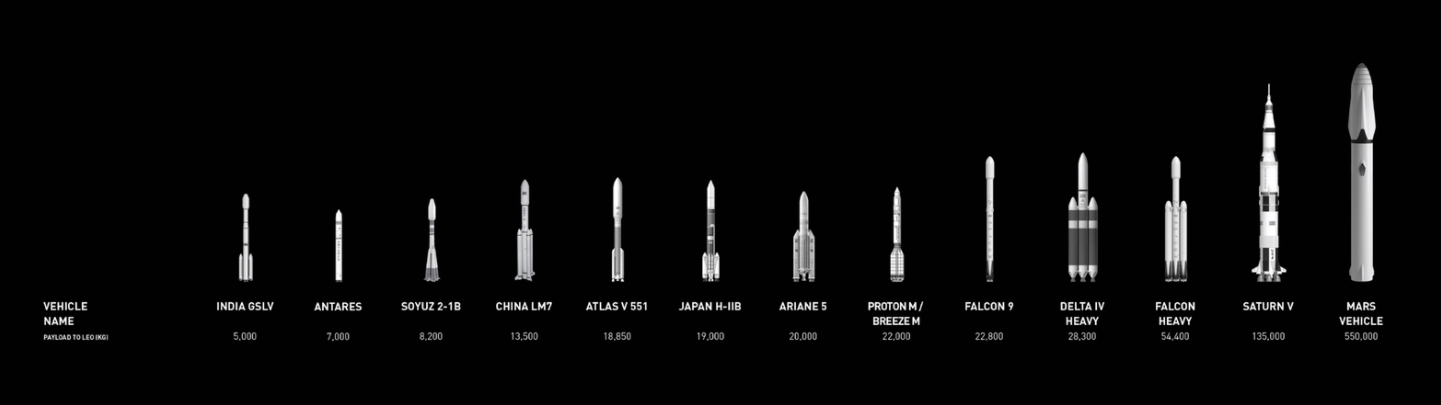 VEHICLE
NAME
PAYLOAD TO LEO (KG)
INDIA GSLV
5,000
ANTARES
7,000
SOYUZ 2-1B
8,200
CHINA LM7
13,500
ATLAS V 551
18,850
JAPAN H-IIB
19,000
ARIANE 5
20,000
PROTON M /
BREEZE M
22,000
FALCON 9
22,800
DELTA IV
HEAVY
28,300
FALCON
HEAVY
54,400
SATURN V
135,000
MARS
VEHICLE
550,000